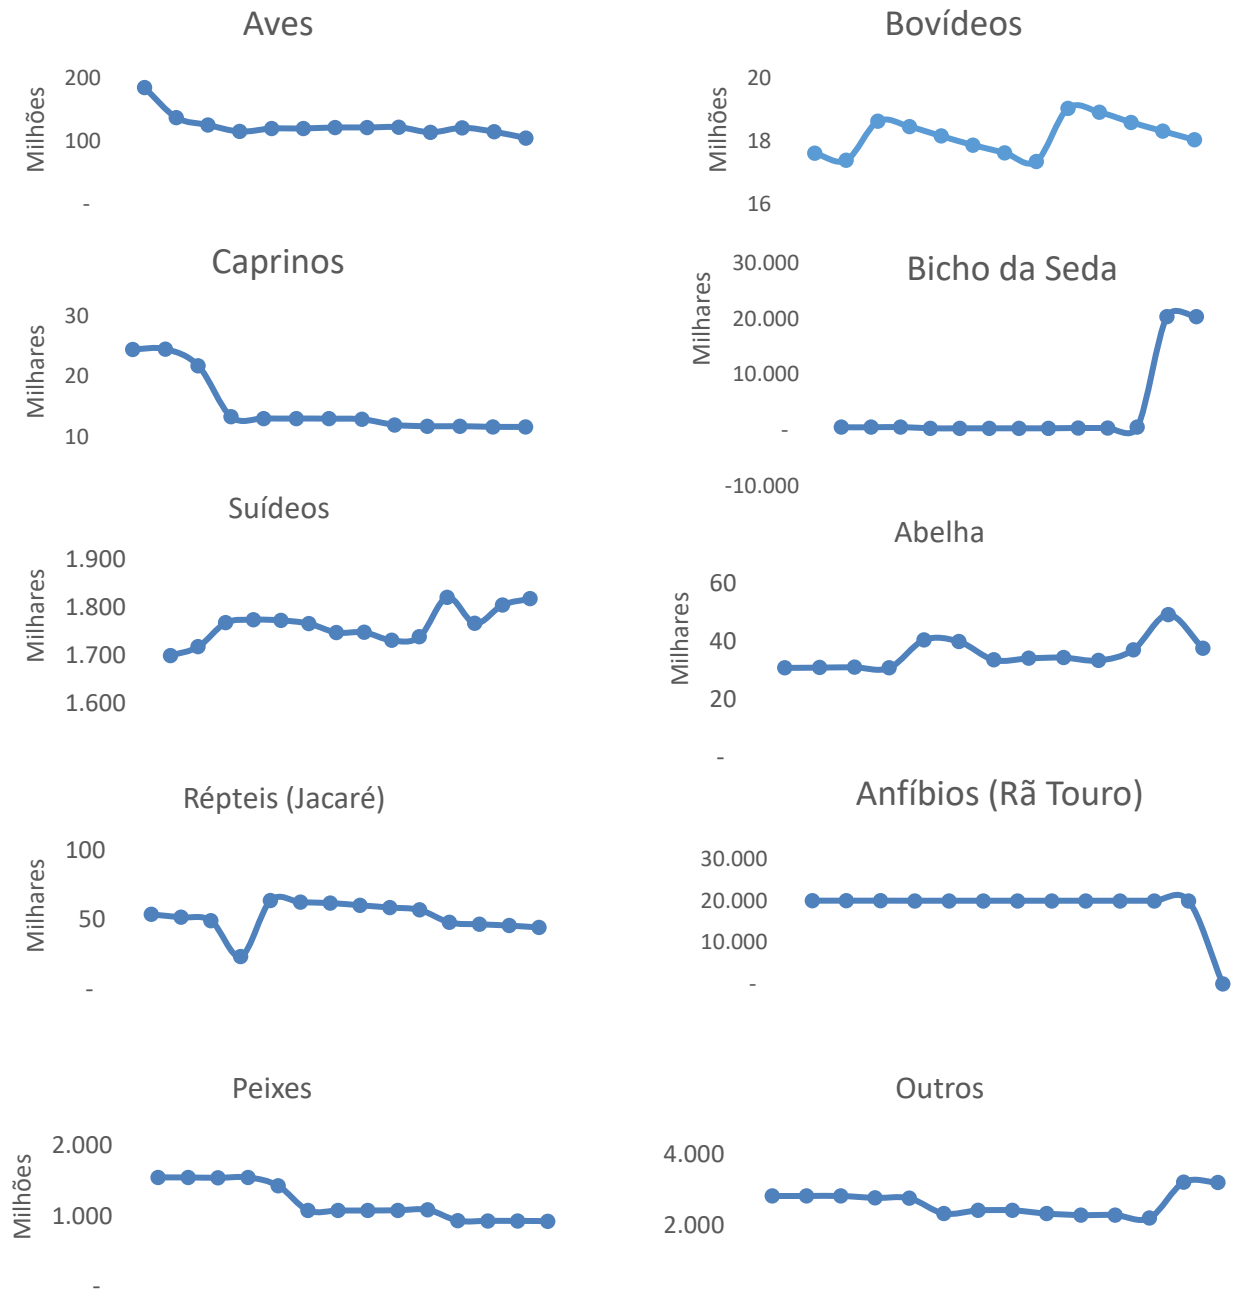 Aves
Milhões
200
100
-
Bovídeos
Milhões
20
18
16
Caprinos
Milhares
30
20
10
Bicho da Seda
Milhares
30.000
20.000
10.000
-
-10.000
Suídeos
Milhares
1.900
1.800
1.700
1.600
Abelha
Milhares
60
40
20
-
Répteis (Jacaré)
Milhares
100
50
-
Anfíbios (Rã Touro)
30.000
20.000
10.000
-
Peixes
Milhões
2.000
1.000
-
Outros
4.000
2.000